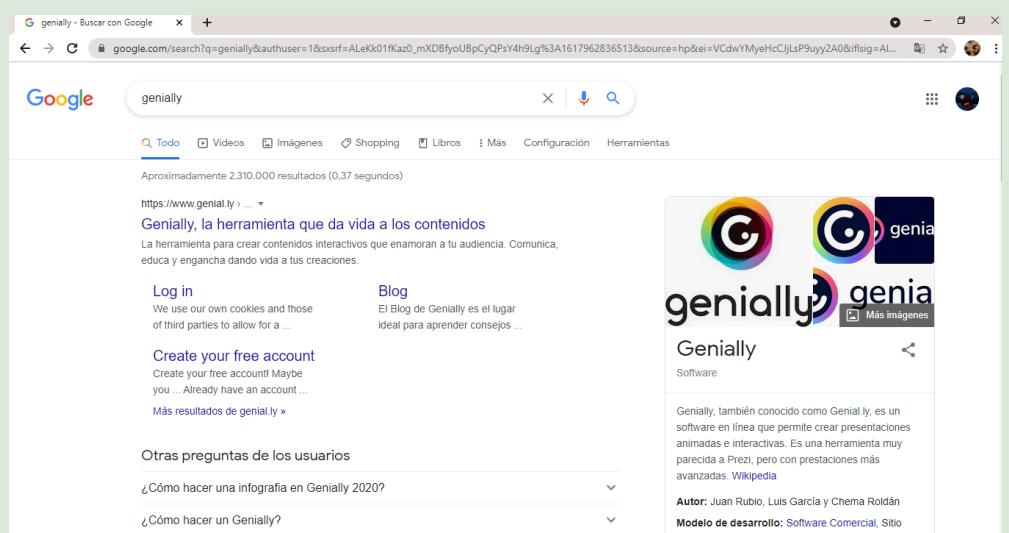 genially - Buscar con Google
google.com/search?q=genially&authuser=1&sxsrf=ALeKk01fKaz0_mXDBfyoUBpCyQPsY4h9Lg%3A1617962836513&source=hp&ei=VCdwYMyeHcCJjLsP9uyy2A0&iflsig=Al...
Google
genially
Todo Vídeos Imágenes Shopping Libros Más Configuración Herramientas
Aproximadamente 2.310.000 resultados (0,37 segundos)
https://www.genial.ly › ...
Genially, la herramienta que da vida a los contenidos
La herramienta para crear contenidos interactivos que enamoran a tu audiencia. Comunica,
educa y engancha dando vida a tus creaciones.
Log in
We use our own cookies and those
of third parties to allow for a ...
Blog
El Blog de Genially es el lugar
ideal para aprender consejos ...
Create your free account
Create your free account! Maybe
you ... Already have an account ...
Más resultados de genial.ly »
Otras preguntas de los usuarios
¿Cómo hacer una infografia en Genially 2020?
¿Cómo hacer un Genially?
genially
genia
genia
Más imágenes
Genially
Software
Genially, también conocido como Genial.ly, es un
software en línea que permite crear presentaciones
animadas e interactivas. Es una herramienta muy
parecida a Prezi, pero con prestaciones más
avanzadas. Wikipedia
Autor: Juan Rubio, Luis García y Chema Roldán
Modelo de desarrollo: Software Comercial, Sitio